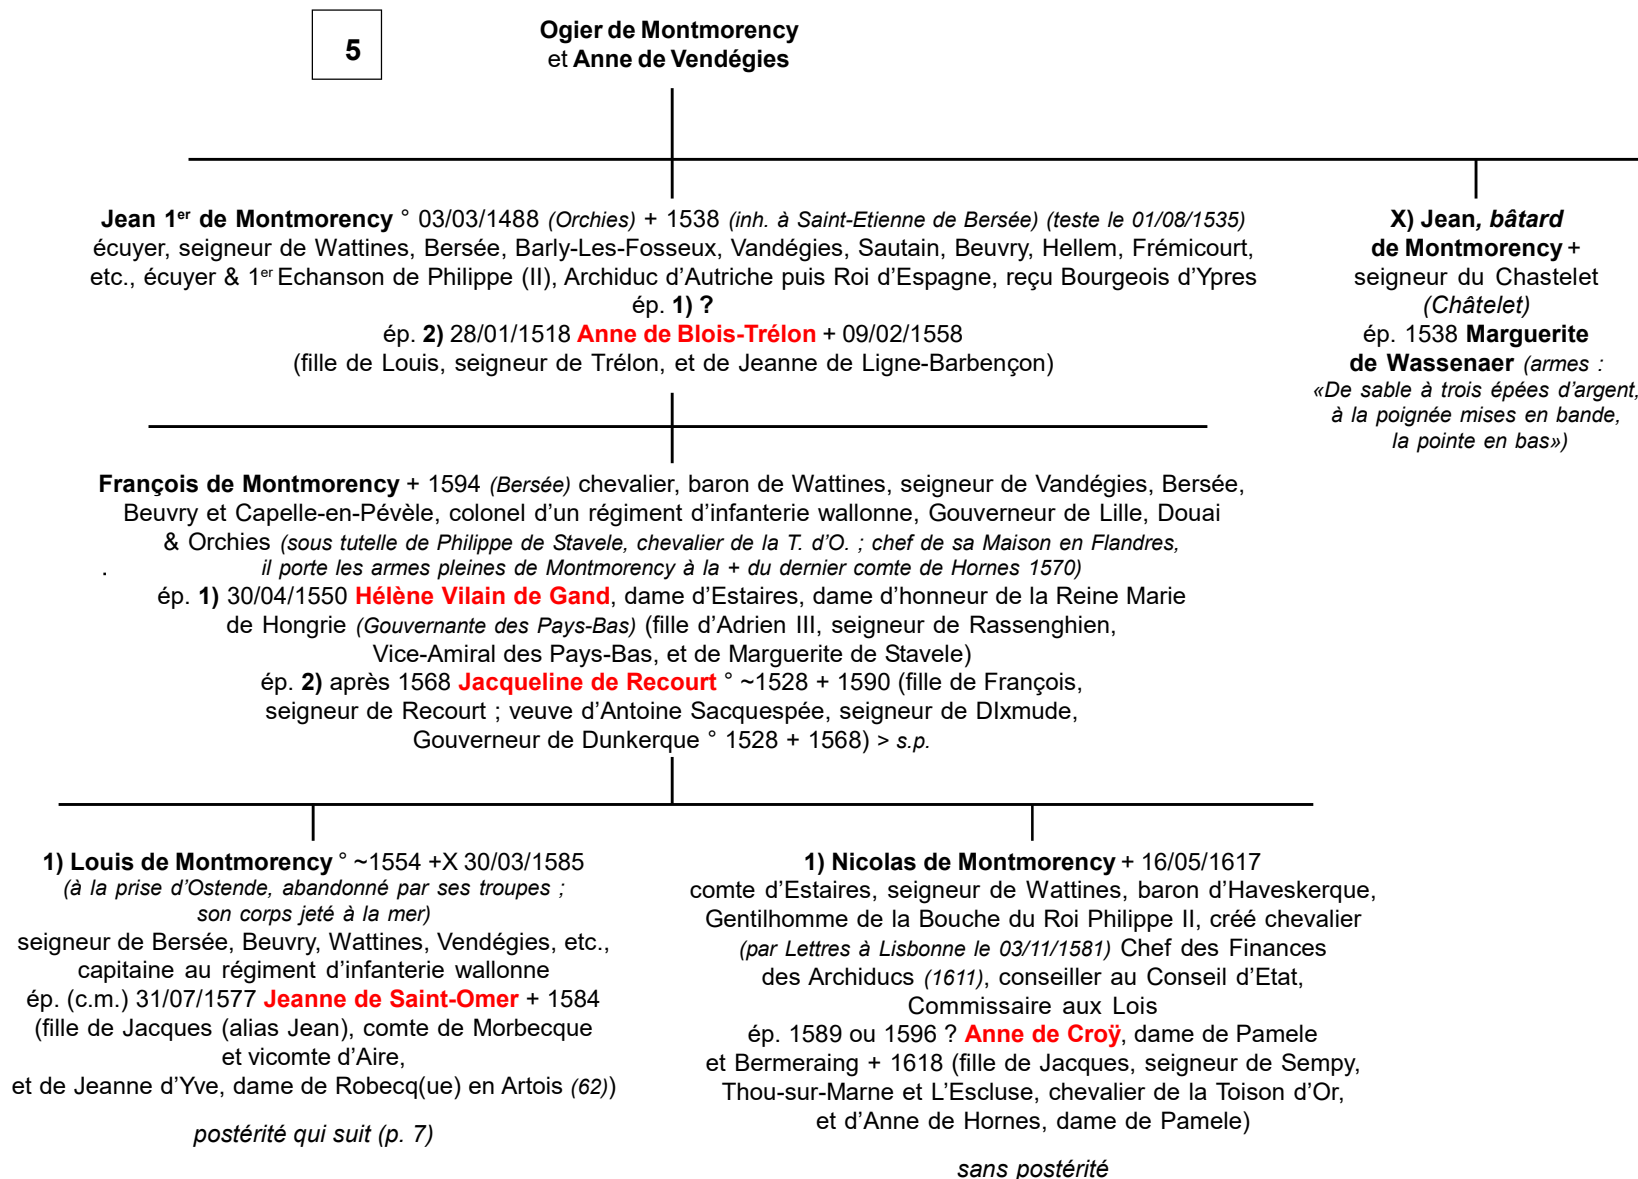 5
Ogier de Montmorency
et Anne de Vendégies
Jean 1er de Montmorency ° 03/03/1488 (Orchies) + 1538 (inh. à Saint-Etienne de Bersée) (teste le 01/08/1535)
écuyer, seigneur de Wattines, Bersée, Barly-Les-Fosseux, Vandégies, Sautain, Beuvry, Hellem, Frémicourt,
etc., écuyer & 1er Echanson de Philippe (II), Archiduc d’Autriche puis Roi d’Espagne, reçu Bourgeois d’Ypres
ép. 1) ?
ép. 2) 28/01/1518 Anne de Blois-Trélon + 09/02/1558
(fille de Louis, seigneur de Trélon, et de Jeanne de Ligne-Barbençon)
X) Jean, bâtard
de Montmorency +
seigneur du Chastelet
(Châtelet)
ép. 1538 Marguerite
de Wassenaer (armes :
«De sable à trois épées d’argent,
à la poignée mises en bande,
la pointe en bas»)
François de Montmorency + 1594 (Bersée) chevalier, baron de Wattines, seigneur de Vandégies, Bersée,
Beuvry et Capelle-en-Pévèle, colonel d’un régiment d’infanterie wallonne, Gouverneur de Lille, Douai
& Orchies (sous tutelle de Philippe de Stavele, chevalier de la T. d’O. ; chef de sa Maison en Flandres,
. il porte les armes pleines de Montmorency à la + du dernier comte de Hornes 1570)
ép. 1) 30/04/1550 Hélène Vilain de Gand, dame d’Estaires, dame d’honneur de la Reine Marie
de Hongrie (Gouvernante des Pays-Bas) (fille d’Adrien III, seigneur de Rassenghien,
Vice-Amiral des Pays-Bas, et de Marguerite de Stavele)
ép. 2) après 1568 Jacqueline de Recourt ° ~1528 + 1590 (fille de François,
seigneur de Recourt ; veuve d’Antoine Sacquespée, seigneur de DIxmude,
Gouverneur de Dunkerque ° 1528 + 1568) > s.p.
1) Louis de Montmorency ° ~1554 +X 30/03/1585
(à la prise d’Ostende, abandonné par ses troupes ;
son corps jeté à la mer)
seigneur de Bersée, Beuvry, Wattines, Vendégies, etc.,
capitaine au régiment d’infanterie wallonne
ép. (c.m.) 31/07/1577 Jeanne de Saint-Omer + 1584
(fille de Jacques (alias Jean), comte de Morbecque
et vicomte d’Aire,
et de Jeanne d’Yve, dame de Robecq(ue) en Artois (62))
postérité qui suit (p. 7)
1) Nicolas de Montmorency + 16/05/1617
comte d’Estaires, seigneur de Wattines, baron d’Haveskerque,
Gentilhomme de la Bouche du Roi Philippe II, créé chevalier
(par Lettres à Lisbonne le 03/11/1581) Chef des Finances
des Archiducs (1611), conseiller au Conseil d’Etat,
Commissaire aux Lois
ép. 1589 ou 1596 ? Anne de Croÿ, dame de Pamele
et Bermeraing + 1618 (fille de Jacques, seigneur de Sempy,
Thou-sur-Marne et L’Escluse, chevalier de la Toison d’Or,
et d’Anne de Hornes, dame de Pamele)
sans postérité